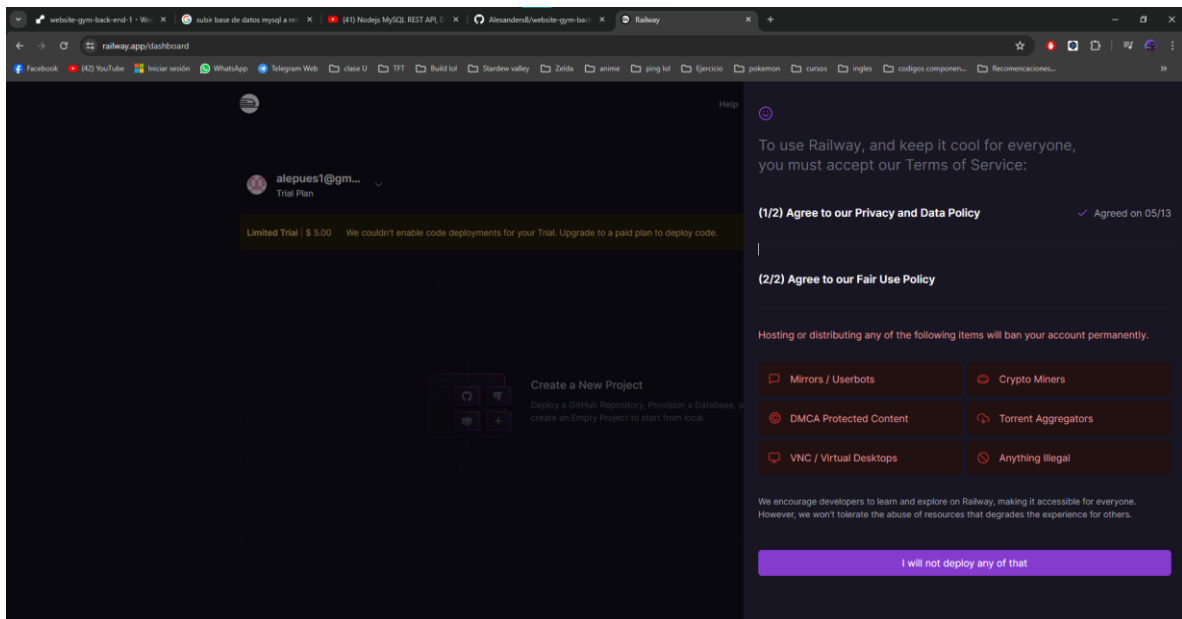 website-gym-back-end-1 · We
subir base de datos mysql a re
(41) Nodejs MySQL REST API, D
AlexandersB/website-gym-bac
Railway
railway.app/dashboard
Facebook
(42) YouTube
Iniciar sesión
WhatsApp
Telegram Web
clase U
TFT
Build lol
Stardew valley
Zelda
anime
ping lol
Ejercicio
pokemon
cursos
ingles
codigos componen...
Recomencaciones...
Help
alepues1@gm...
Trial Plan
Limited Trial | $ 5.00 We couldn't enable code deployments for your Trial. Upgrade to a paid plan to deploy code.
Create a New Project
Deploy a GitHub Repository, Provision a Database, o
create an Empty Project to start from local.
To use Railway, and keep it cool for everyone,
you must accept our Terms of Service:
(1/2) Agree to our Privacy and Data Policy
Agreed on 05/13
(2/2) Agree to our Fair Use Policy
Hosting or distributing any of the following items will ban your account permanently.
Mirrors / Userbots
Crypto Miners
DMCA Protected Content
Torrent Aggregators
VNC / Virtual Desktops
Anything Illegal
We encourage developers to learn and explore on Railway, making it accessible for everyone.
However, we won't tolerate the abuse of resources that degrades the experience for others.
I will not deploy any of that